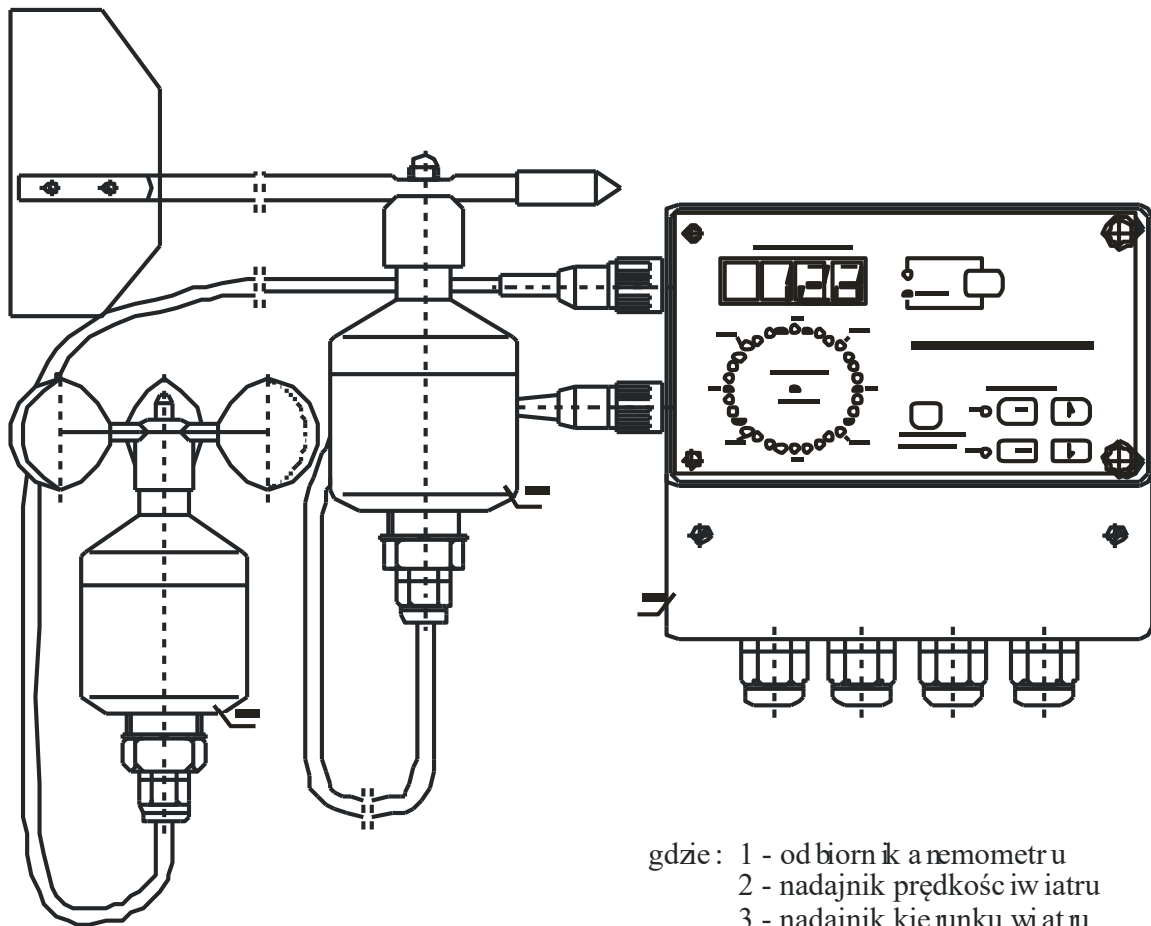 gdzie: 1 - odbiornik anemometru
2 - nadajnik prędkości wiatru
3 - nadajnik kierunku wiatru